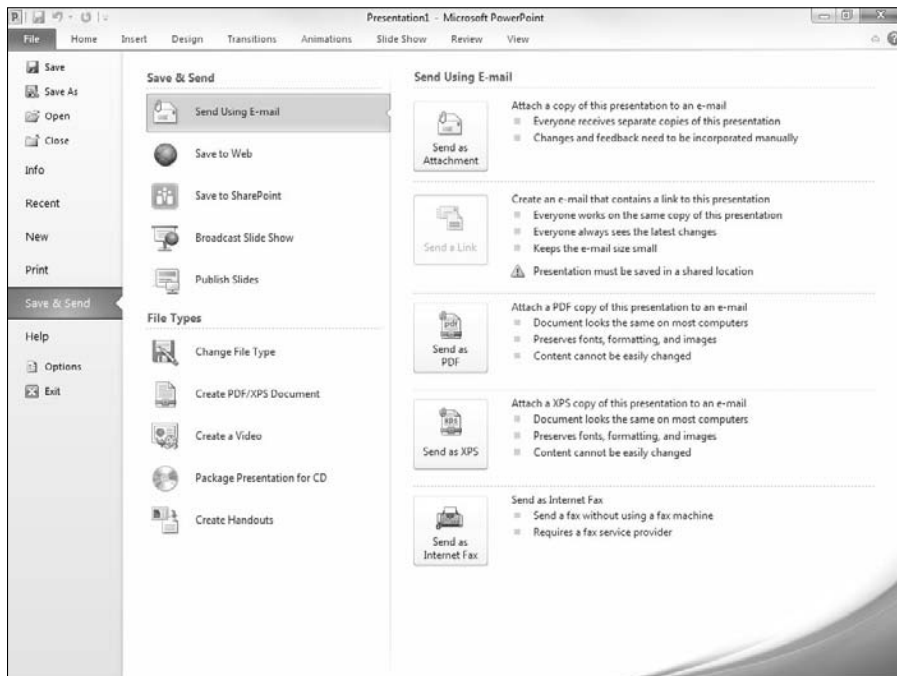 Presentation1 - Microsoft PowerPoint
File Home Insert Design Transitions Animations Slide Show Review View
Save
Save As
Open
Close
Info
Recent
New
Print
Save & Send
Help
Options
Exit
Save & Send
Send Using E-mail
Save to Web
Save to SharePoint
Broadcast Slide Show
Publish Slides
File Types
Change File Type
Create PDF/XPS Document
Create a Video
Package Presentation for CD
Create Handouts
Send Using E-mail
Send as
Attachment
Attach a copy of this presentation to an e-mail
Everyone receives separate copies of this presentation
Changes and feedback need to be incorporated manually
Send a Link
Create an e-mail that contains a link to this presentation
Everyone works on the same copy of this presentation
Everyone always sees the latest changes
Keeps the e-mail size small
Presentation must be saved in a shared location
pdf
Send as
PDF
Attach a PDF copy of this presentation to an e-mail
Document looks the same on most computers
Preserves fonts, formatting, and images
Content cannot be easily changed
XPS
Send as XPS
Attach a XPS copy of this presentation to an e-mail
Document looks the same on most computers
Preserves fonts, formatting, and images
Content cannot be easily changed
Send as
Internet Fax
Send as Internet Fax
Send a fax without using a fax machine
Requires a fax service provider